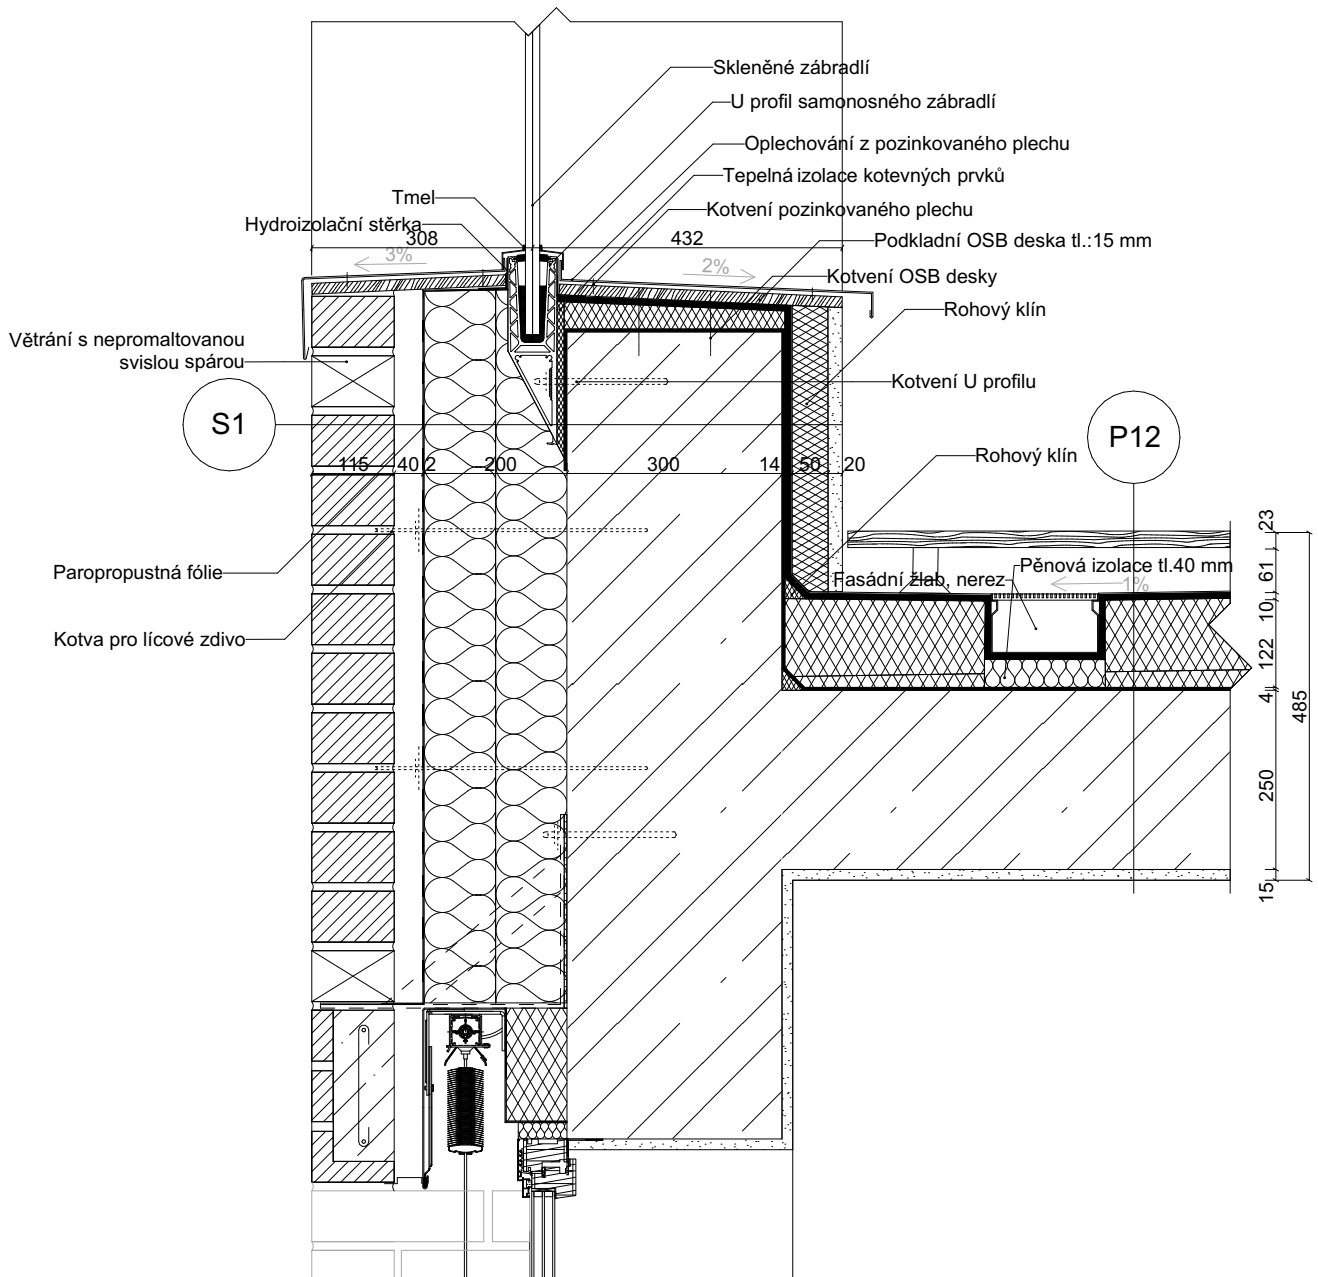 Skleněné zábradlí
U profil samonosného zábradlí
Oplechování z pozinkovaného plechu
Tepelná izolace kotevných prvků
Tmel
Kotvení pozinkovaného plechu
Hydroizolační stěrka
308
432
Podkladní OSB deska tl.:15 mm
3%
2%
Kotvení OSB desky
Rohový klín
Větrání s nepromaltovanou
svislou spárou
Kotvení U profilu
S1
P12
Rohový klín
115
40
2
200
300
14
50
20
23
Pěnová izolace tl.40 mm
Paropropustná fólie
Fasádní žlab, nerez
1%
61
10
Kotva pro lícové zdivo
122
4
485
250
15